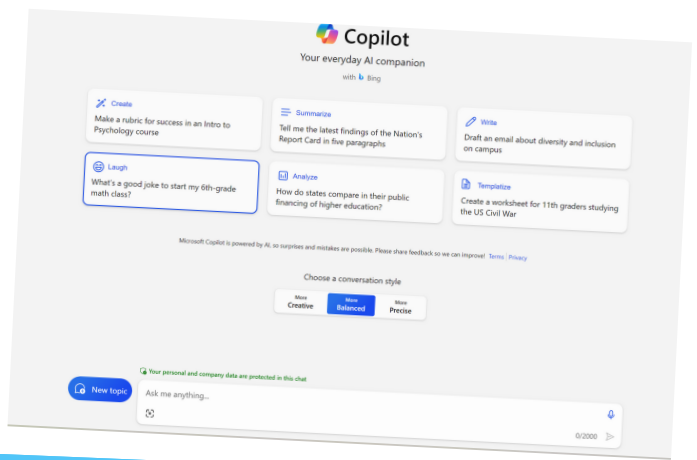 Copilot
Your everyday AI companion
with Bing
Create
Make a rubric for success in an Intro to
Psychology course
Summarize
Tell me the latest findings of the Nation's
Report Card in five paragraphs
Write
Draft an email about diversity and inclusion
on campus
Laugh
What's a good joke to start my 6th-grade
math class?
Analyze
How do states compare in their public
financing of higher education?
Templatize
Create a worksheet for 11th graders studying
the US Civil War
Microsoft Copilot is powered by AI, so surprises and mistakes are possible. Please share feedback so we can improve! Terms | Privacy
Choose a conversation style
More
Creative
More
Balanced
More
Precise
Your personal and company data are protected in this chat
New topic
Ask me anything...
0/2000